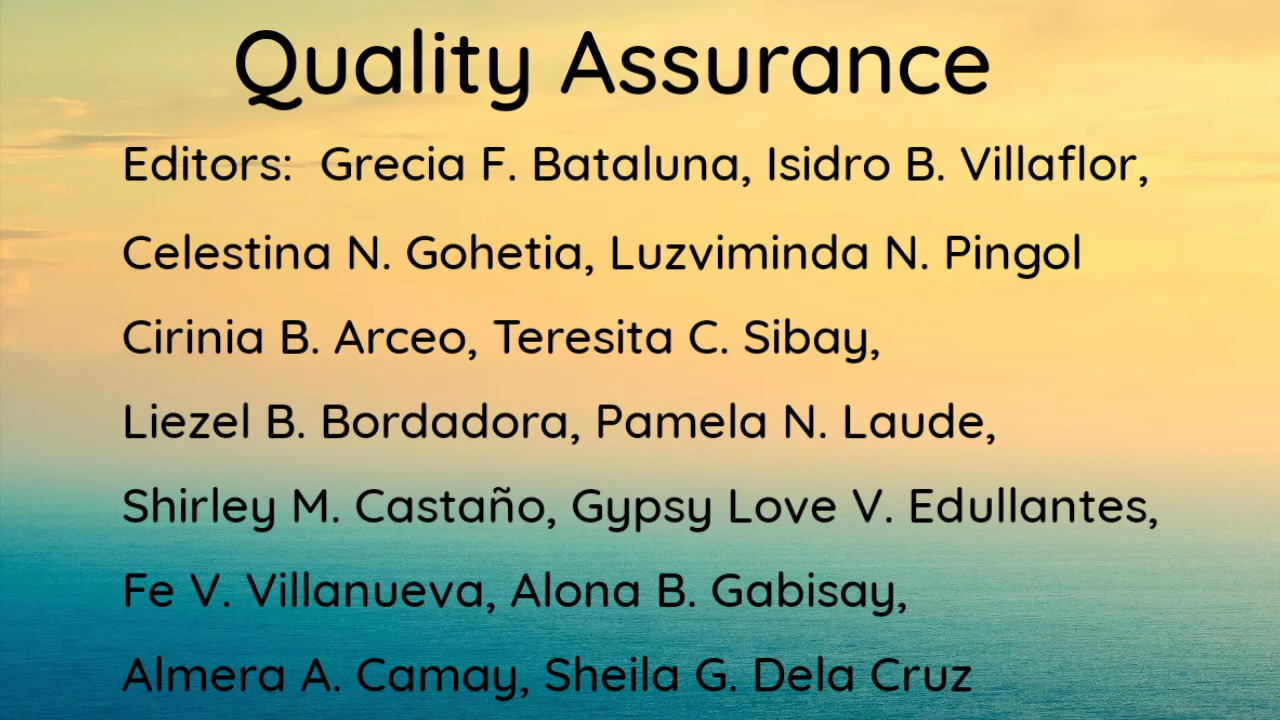 Quality Assurance
Editors:  Grecia F. Bataluna, Isidro B. Villaflor,
Celestina N. Gohetia, Luzviminda N. Pingol
Cirinia B. Arceo, Teresita C. Sibay,
Liezel B. Bordadora, Pamela N. Laude,
Shirley M. Castaño, Gypsy Love V. Edullantes,
Fe V. Villanueva, Alona B. Gabisay,
Almera A. Camay, Sheila G. Dela Cruz